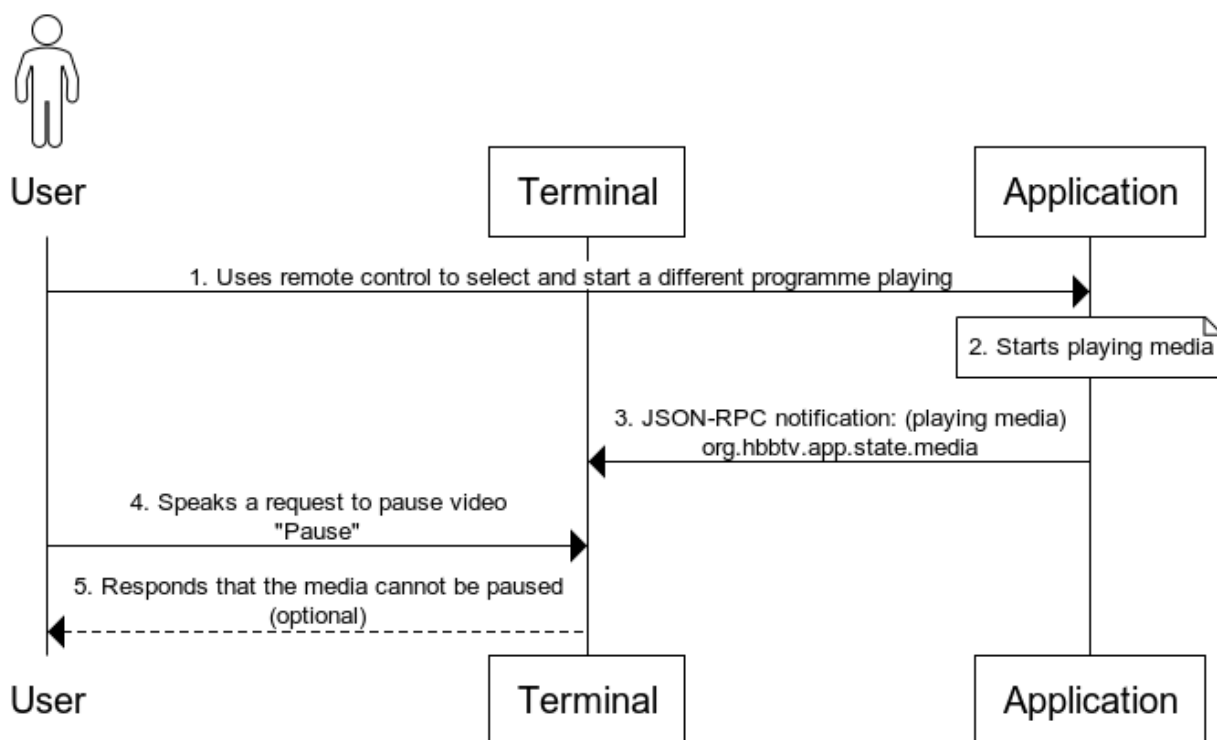 User
Terminal
Application
1. Uses remote control to select and start a different programme playing
2. Starts playing media
3. JSON-RPC notification: (playing media)
org.hbbtv.app.state.media
4. Speaks a request to pause video
"Pause"
5. Responds that the media cannot be paused
(optional)
User
Terminal
Application